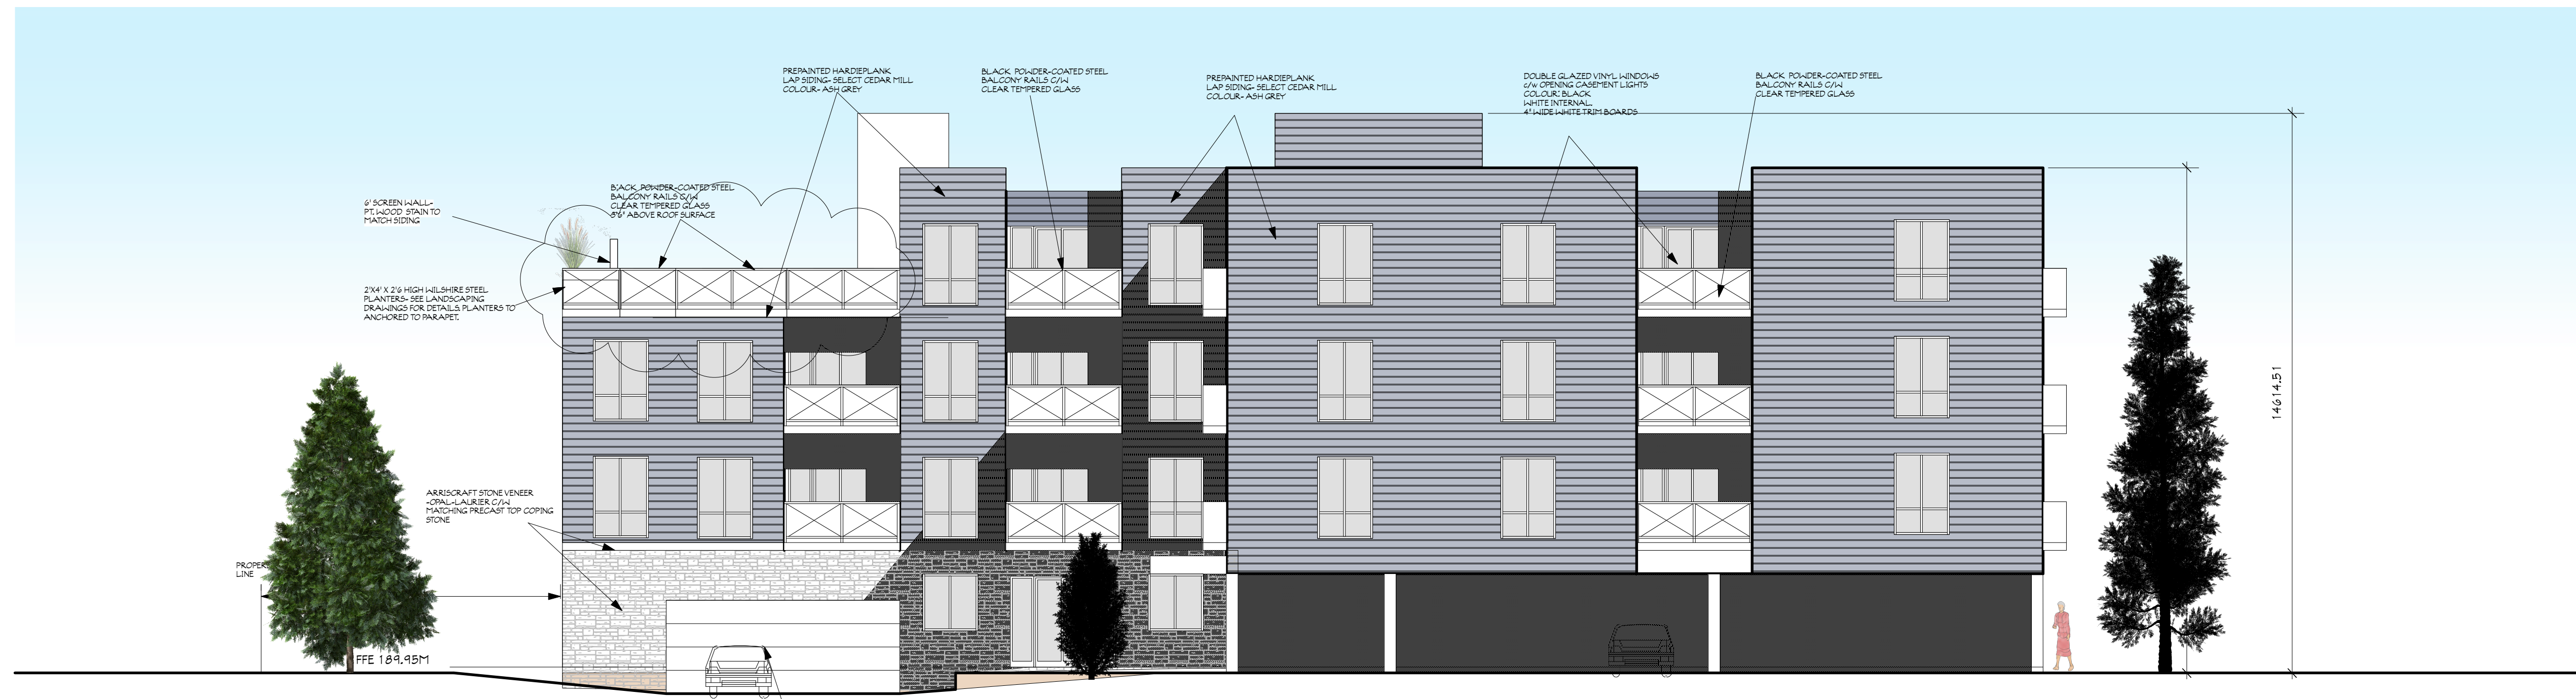 PREPAINTED HARDIEPLANK
LAP SIDING- SELECT CEDAR MILL
COLOUR- ASH GREY
BLACK POWDER-COATED STEEL
BALCONY RAILS C/W
CLEAR TEMPERED GLASS
PREPAINTED HARDIEPLANK
LAP SIDING- SELECT CEDAR MILL
COLOUR- ASH GREY
DOUBLE GLAZED VINYL WINDOWS
c/w OPENING CASEMENT LIGHTS
COLOUR: BLACK
WHITE INTERNAL.
4" WIDE WHITE TRIM BOARDS
BLACK POWDER-COATED STEEL
BALCONY RAILS C/W
CLEAR TEMPERED GLASS
6' SCREEN WALL-
PT. WOOD STAIN TO
MATCH SIDING
BLACK POWDER-COATED STEEL
BALCONY RAILS C/W
CLEAR TEMPERED GLASS
ABOVE ROOF SURFACE
2'X4' X 2'6 HIGH WILSHIRE STEEL
PLANTERS- SEE LANDSCAPING
DRAWINGS FOR DETAILS. PLANTERS TO
ANCHORED TO PARAPET.
14614.51
ARRISCRAFT STONE VENEER
-OPAL-LAURIER C/W
MATCHING PRECAST TOP COPING
STONE
PROPER
LINE
FFE 189.95M